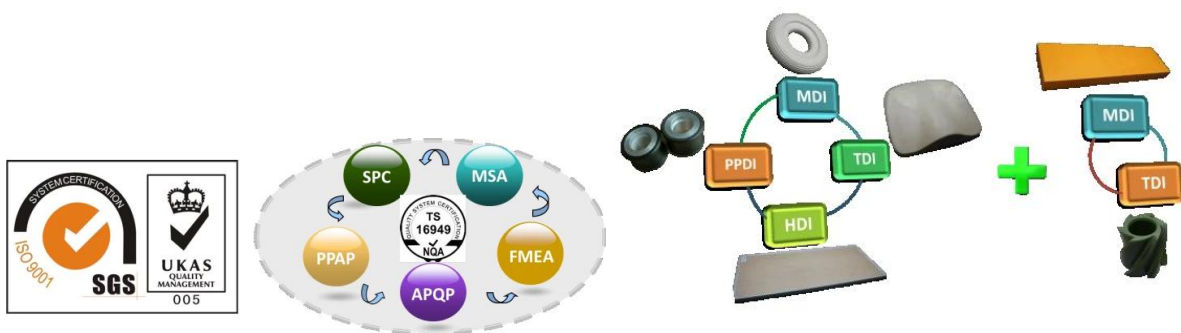 SYSTEM CERTIFICATION
ISO 9001
SGS
UKAS
QUALITY
MANAGEMENT
005
SPC
MSA
PPAP
FMEA
APQP
QUALITY SYSTEM CERTIFICATION
TS
16949
NQA
MDI
PPDI
TDI
HDI
MDI
TDI